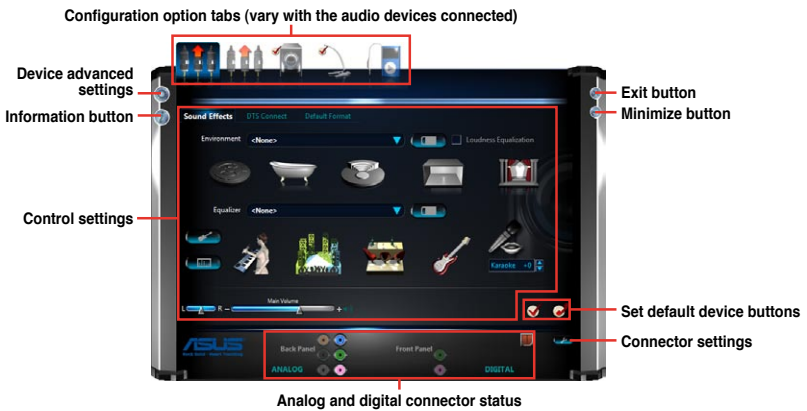 Configuration option tabs (vary with the audio devices connected)
Device advanced
settings
Information button
Exit button
Minimize button
Sound Effects
DTS Connect
Default Format
Environment
<None>
Loudness Equalization
Control settings
Equalizer
<None>
Karaoke +0
Main Volume
L
R
Set default device buttons
Connector settings
ASUS
Back Panel
Front Panel
ANALOG
DIGITAL
Analog and digital connector status